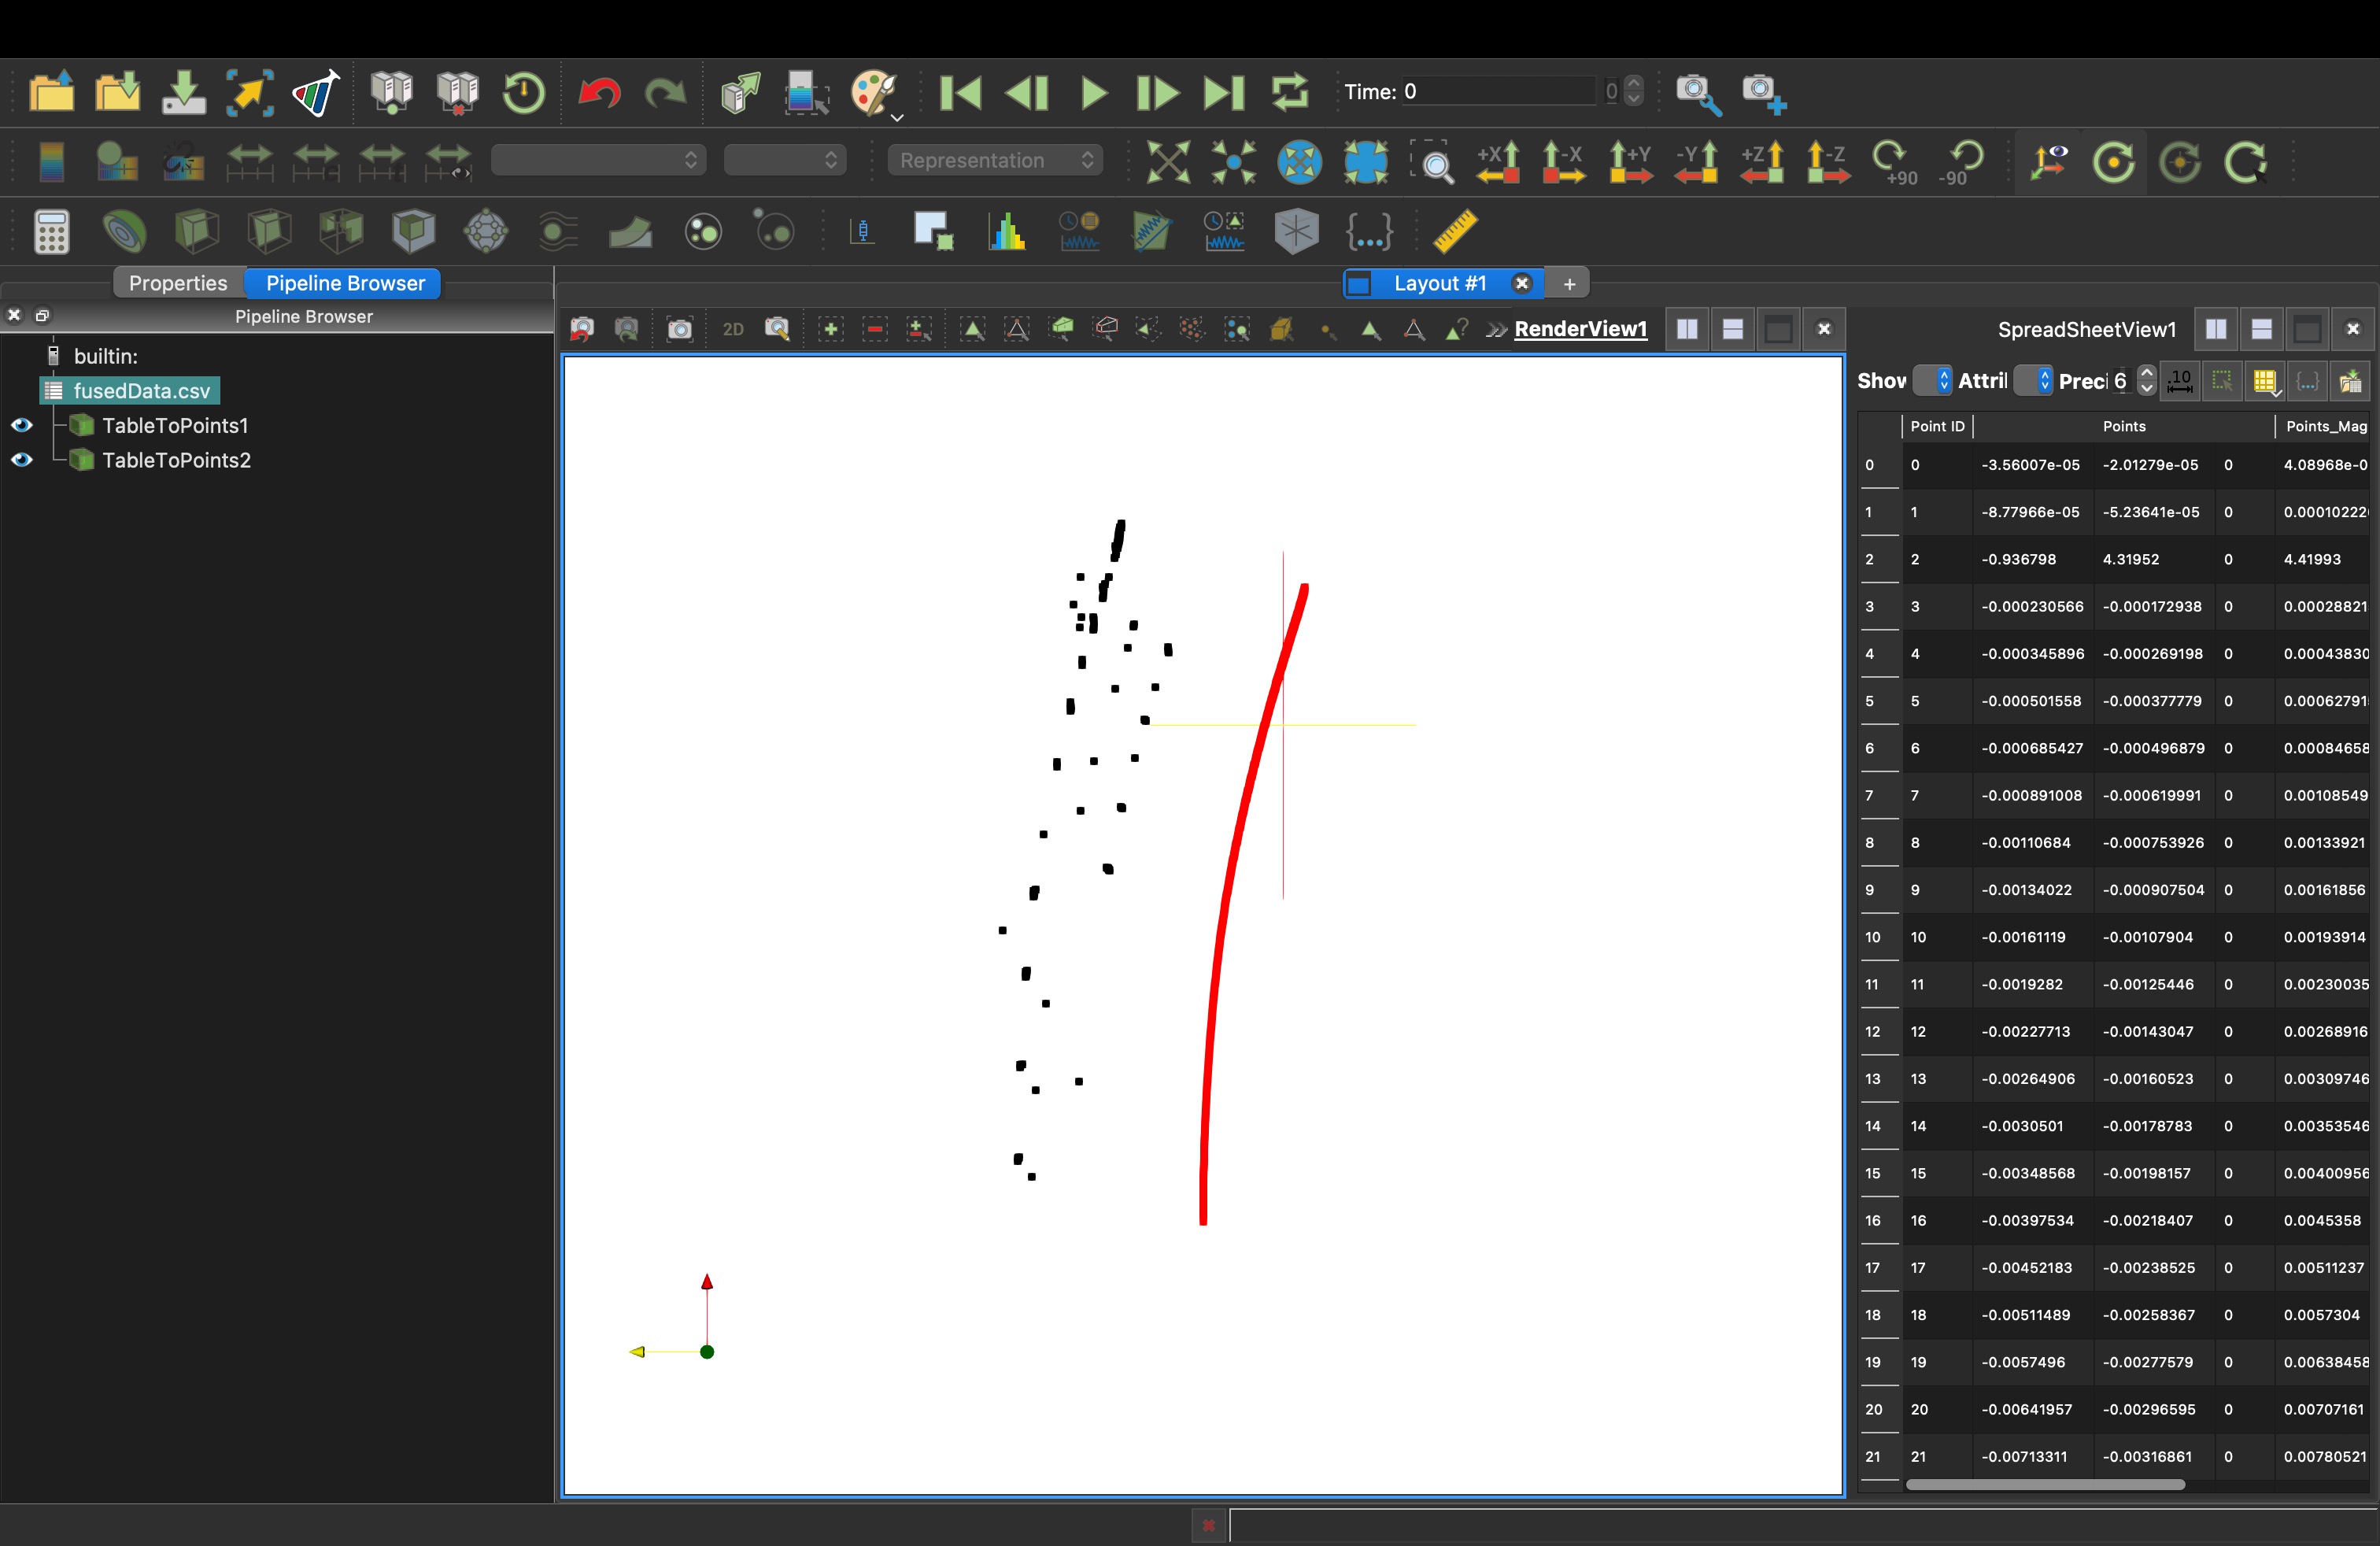 Time: 0
0
Representation
+X
-X
+Y
-Y
+Z
-Z
+90
-90
Properties
Pipeline Browser
Layout #1
+
Pipeline Browser
builtin:
fusedData.csv
TableToPoints1
TableToPoints2
2D
RenderView1
SpreadSheetView1
Show
Attri
Preci 6
.10
Point ID
Points
Points_Mag
0 0 -3.56007e-05 -2.01279e-05 0 4.08968e-0
1 1 -8.77966e-05 -5.23641e-05 0 0.000102220
2 2 -0.936798 4.31952 0 4.41993
3 3 -0.000230566 -0.000172938 0 0.00028821
4 4 -0.000345896 -0.000269198 0 0.00043830
5 5 -0.000501558 -0.000377779 0 0.00062791
6 6 -0.000685427 -0.000496879 0 0.00084658
7 7 -0.000891008 -0.000619991 0 0.00108549
8 8 -0.00110684 -0.000753926 0 0.00133921
9 9 -0.00134022 -0.000907504 0 0.00161856
10 10 -0.00161119 -0.00107904 0 0.00193914
11 11 -0.0019282 -0.00125446 0 0.00230035
12 12 -0.00227713 -0.00143047 0 0.00268916
13 13 -0.00264906 -0.00160523 0 0.00309746
14 14 -0.0030501 -0.00178783 0 0.00353546
15 15 -0.00348568 -0.00198157 0 0.00400956
16 16 -0.00397534 -0.00218407 0 0.0045358
17 17 -0.00452183 -0.00238525 0 0.00511237
18 18 -0.00511489 -0.00258367 0 0.0057304
19 19 -0.0057496 -0.00277579 0 0.00638458
20 20 -0.00641957 -0.00296595 0 0.00707161
21 21 -0.00713311 -0.00316861 0 0.00780521